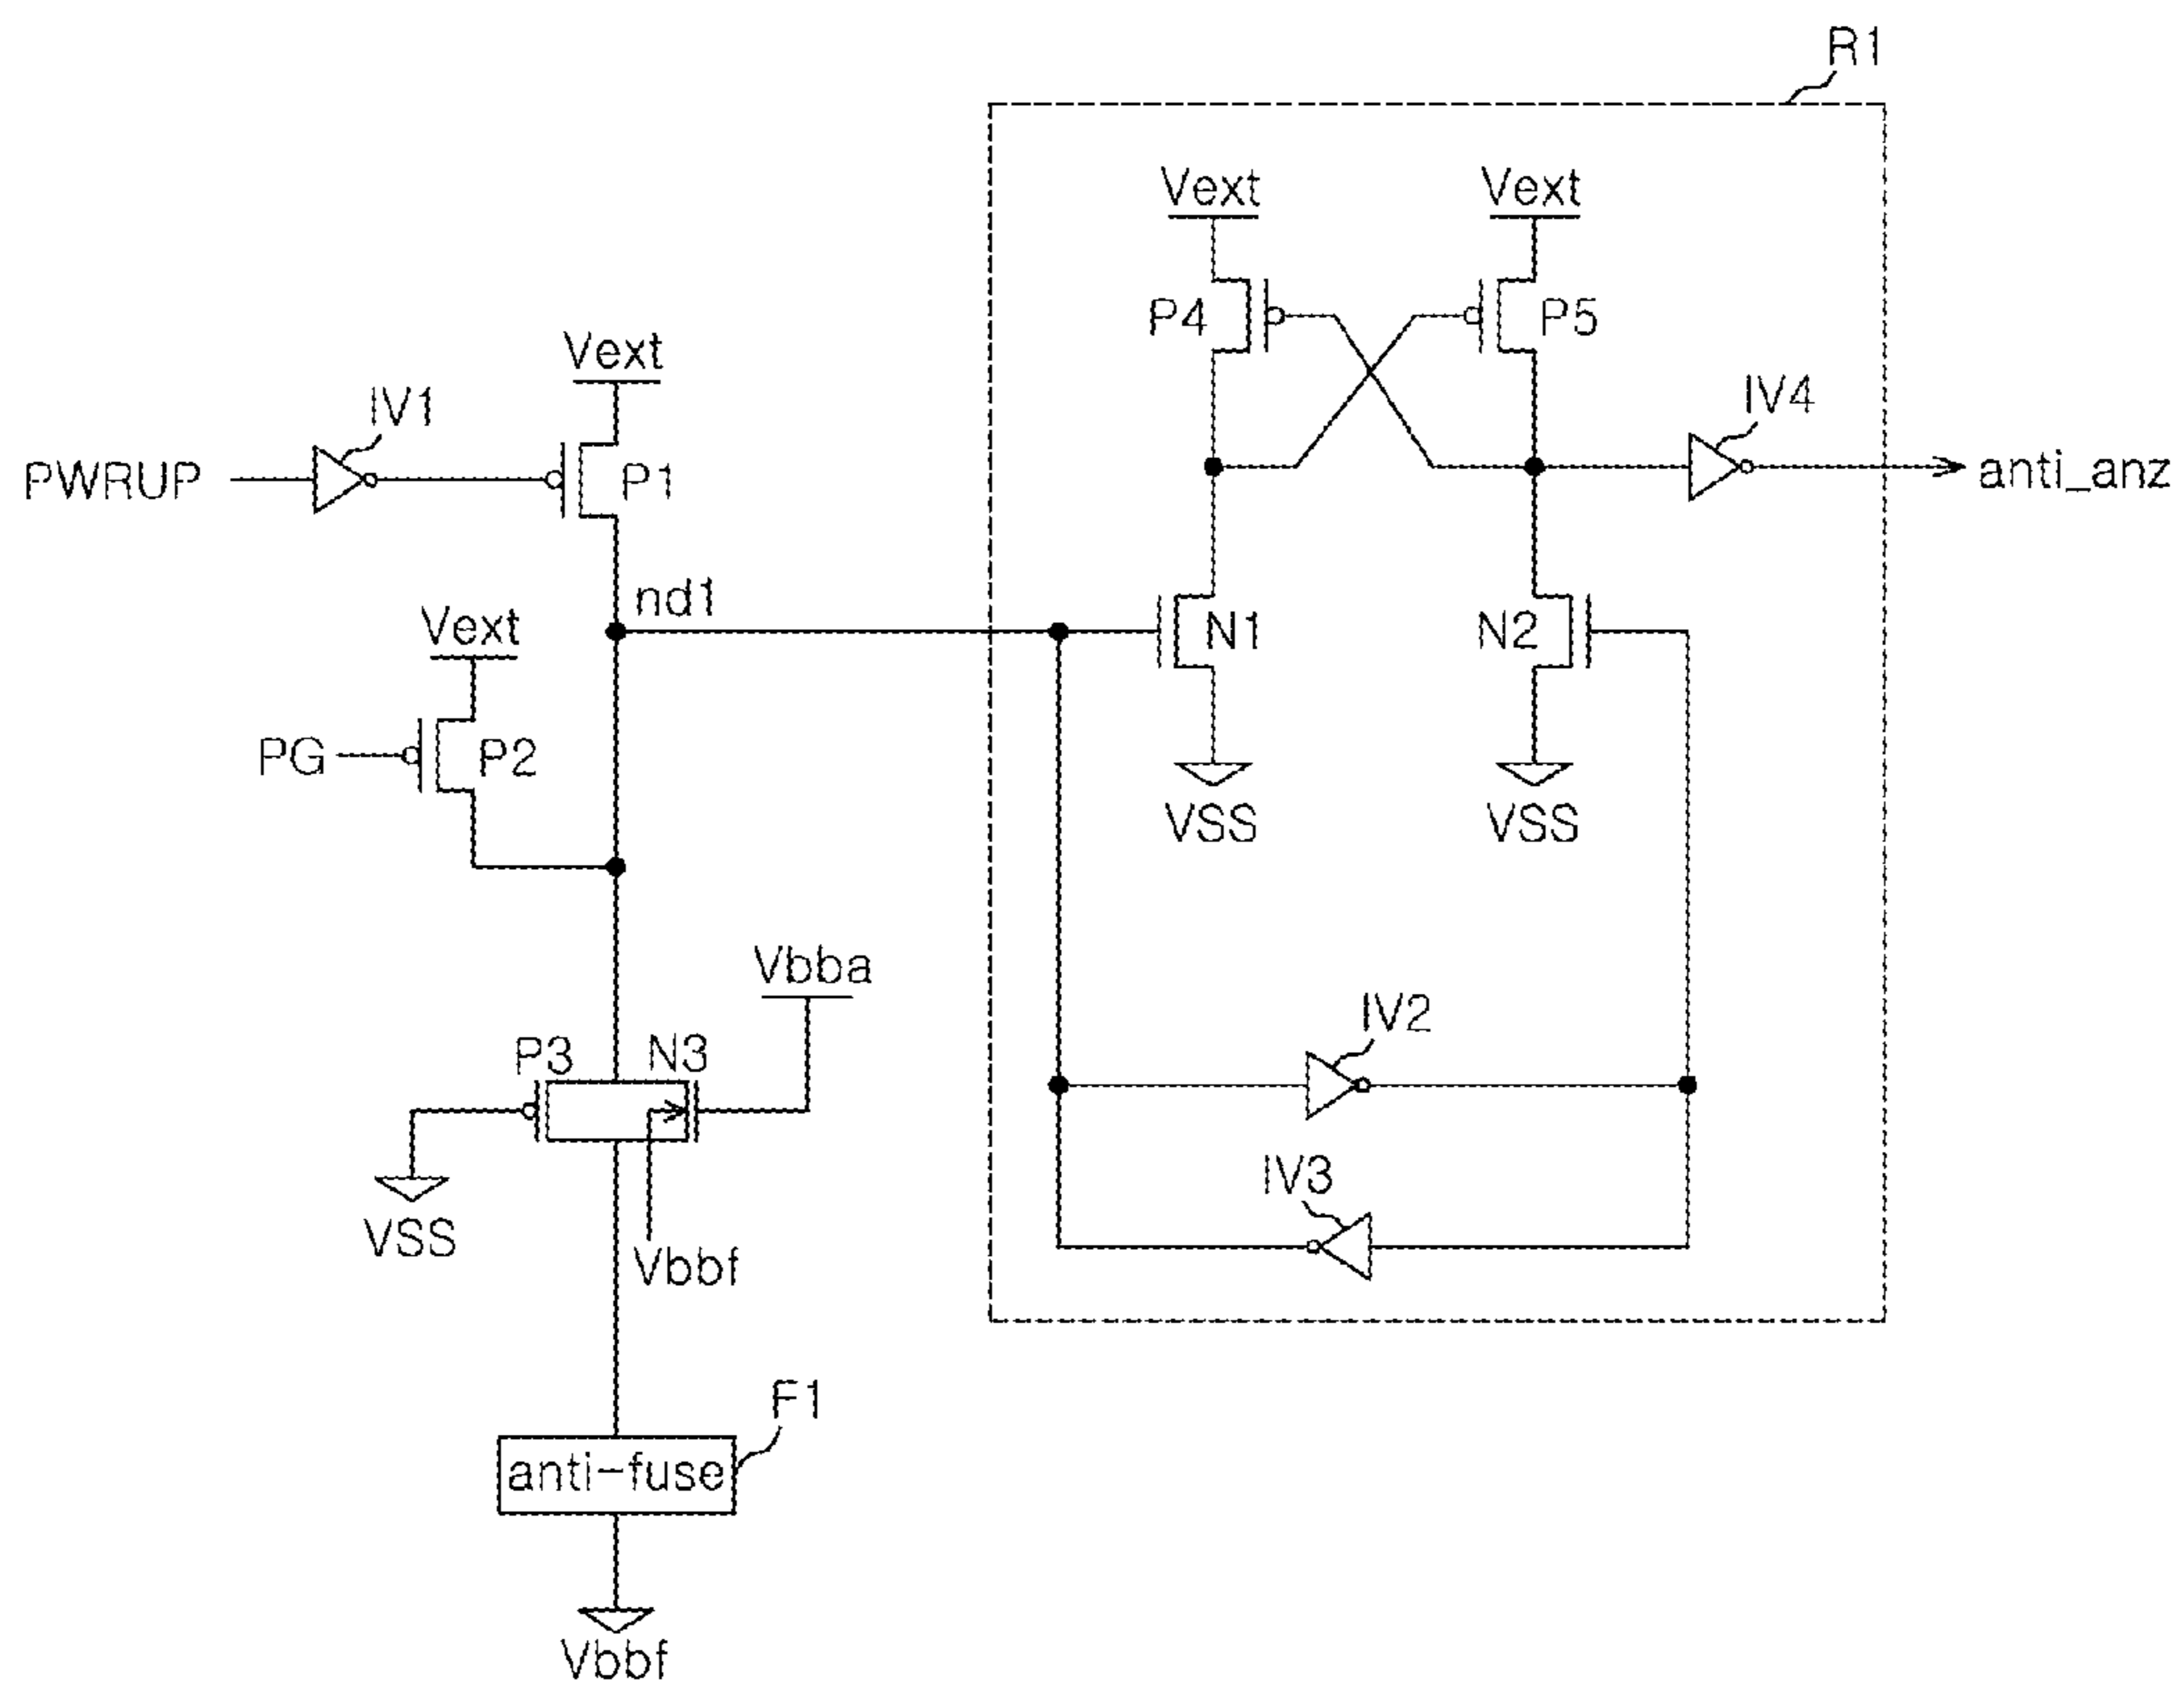 R1
Vext
Vext
P4
P5
Vext
IV1
IV4
PWRUP
P1
anti_anz
nd1
Vext
N1
N2
PG
P2
VSS
VSS
Vbba
IV2
P3
N3
IV3
VSS
Vbbf
F1
anti-fuse
Vbbf